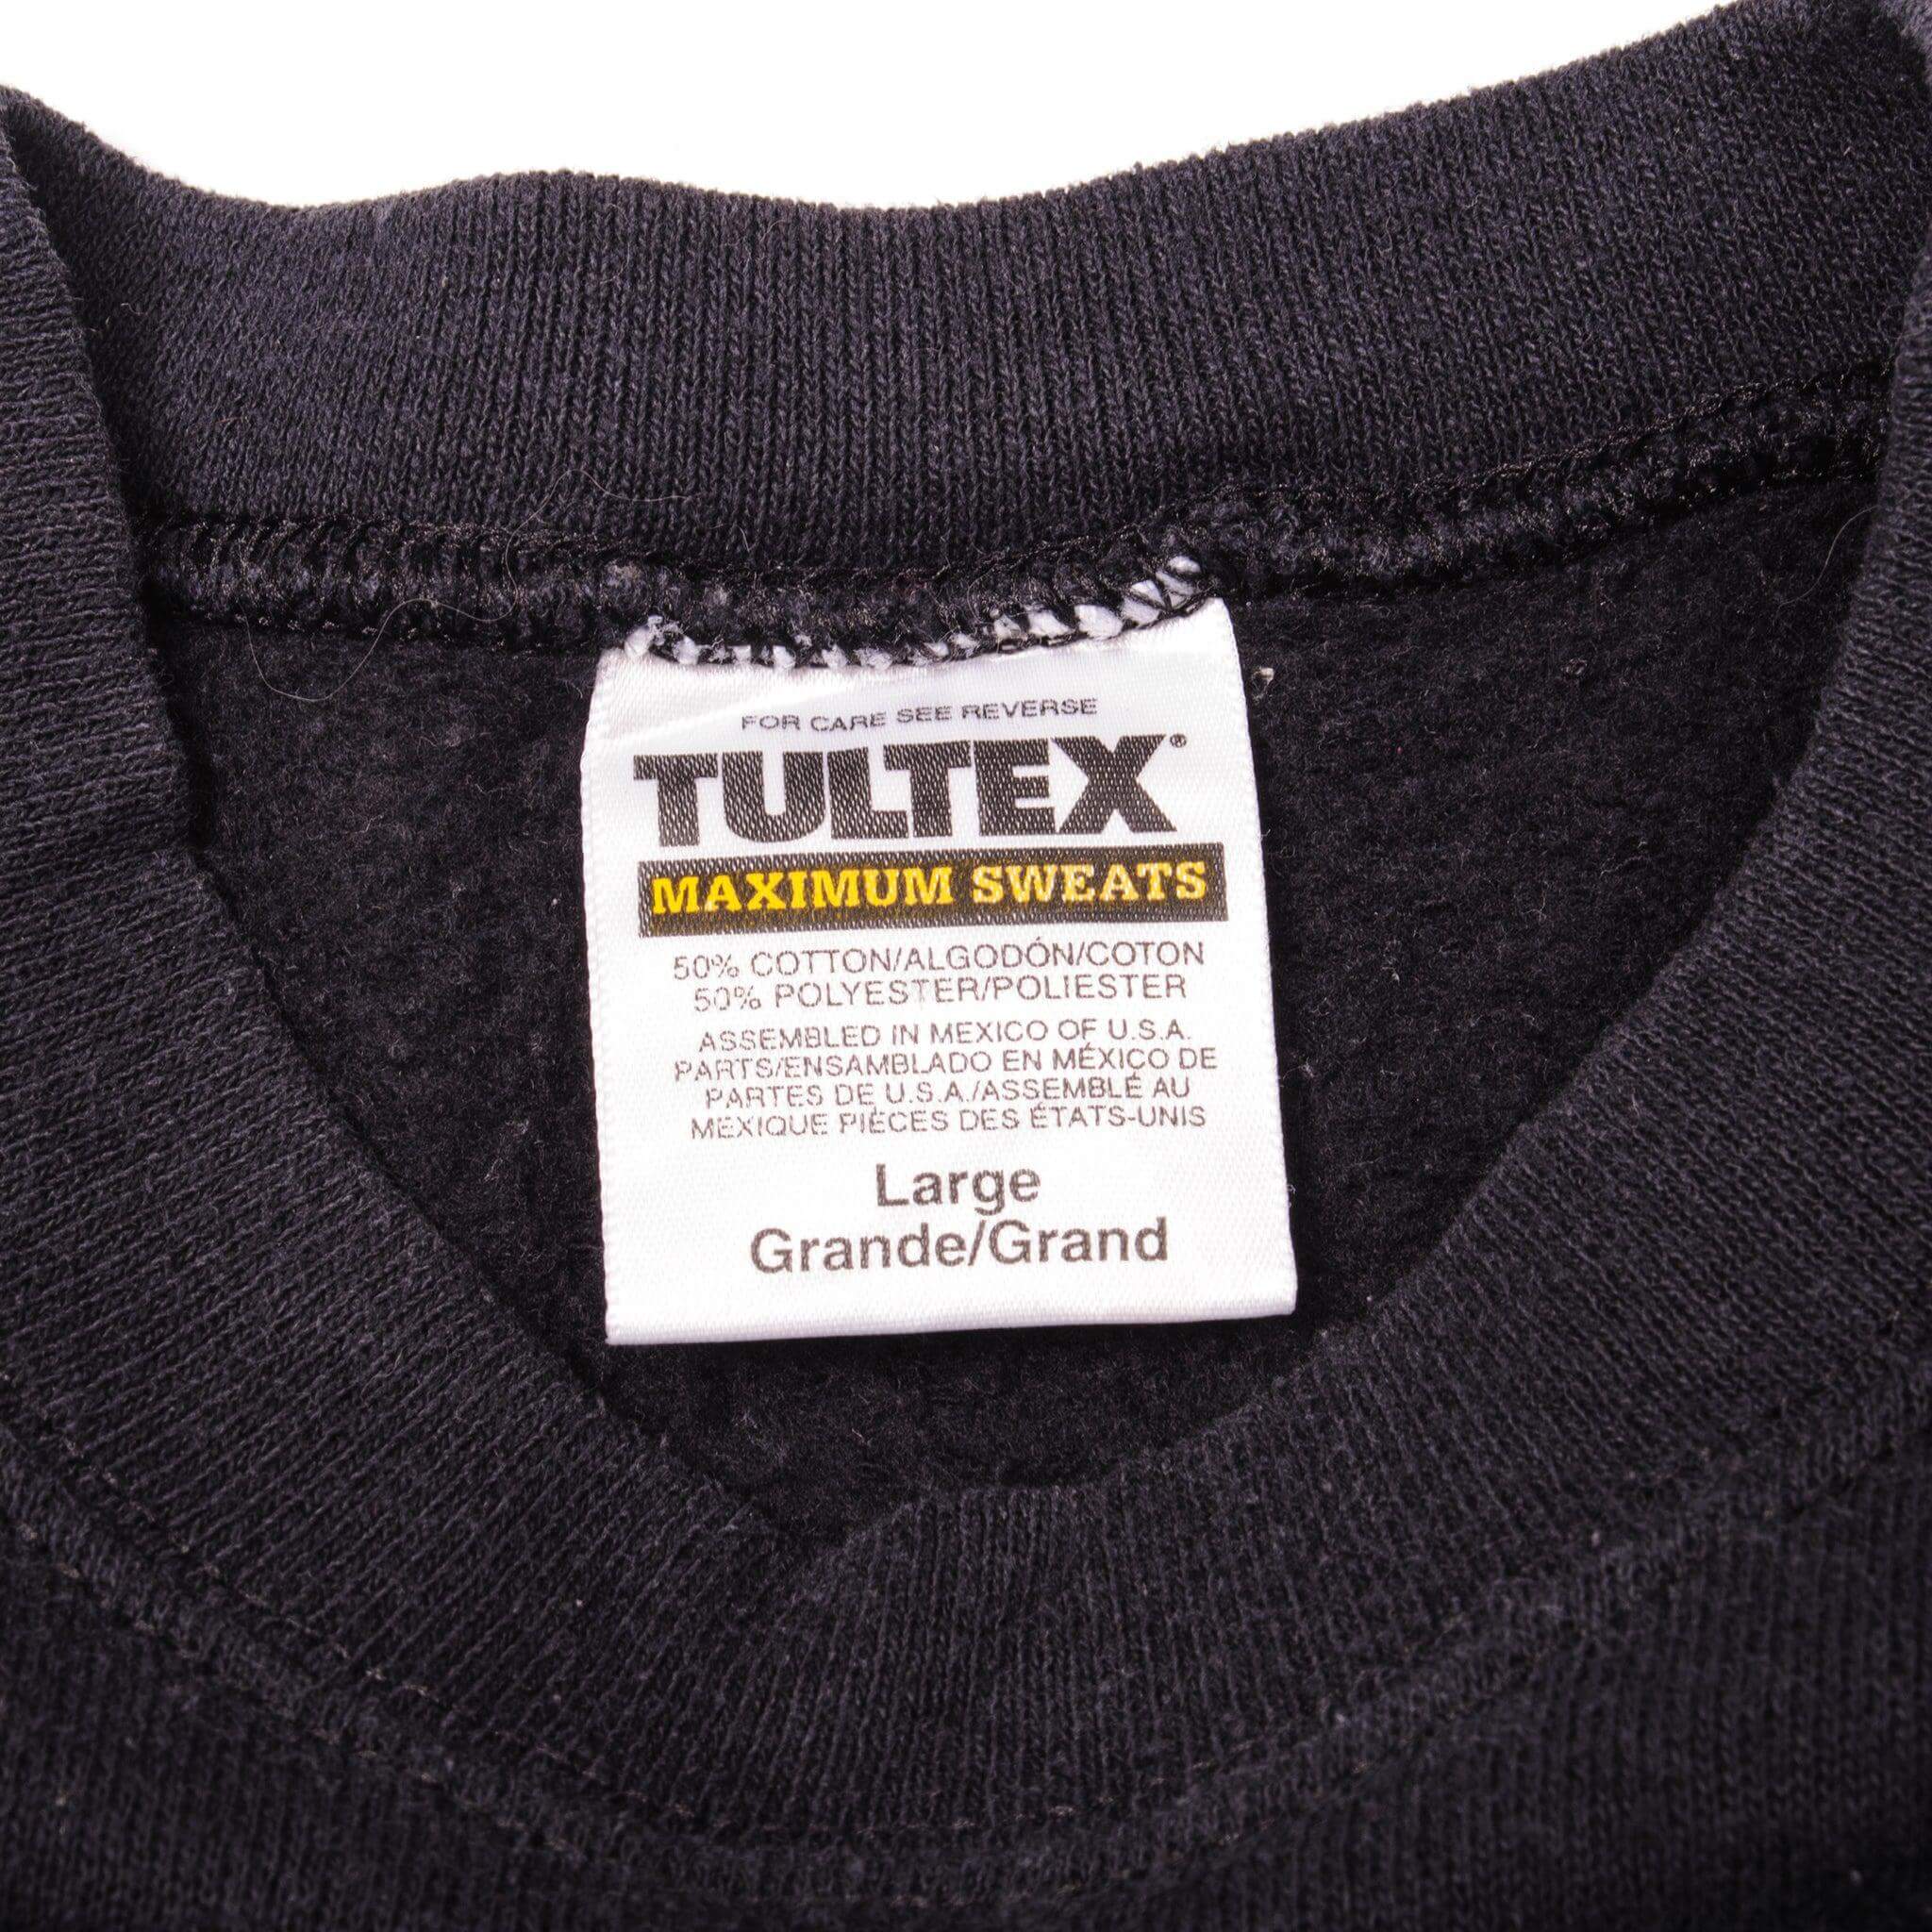 FOR CARE SEE REVERSE
TULTEX®
MAXIMUM SWEATS
50% COTTON/ALGODÓN/COTON
50% POLYESTER/POLIESTER
ASSEMBLED IN MEXICO OF U.S.A.
PARTS/ENSAMBLADO EN MÉXICO DE
PARTES DE U.S.A./ASSEMBLÉ AU
MEXIQUE PIÈCES DES ÉTATS-UNIS
Large
Grande/Grand